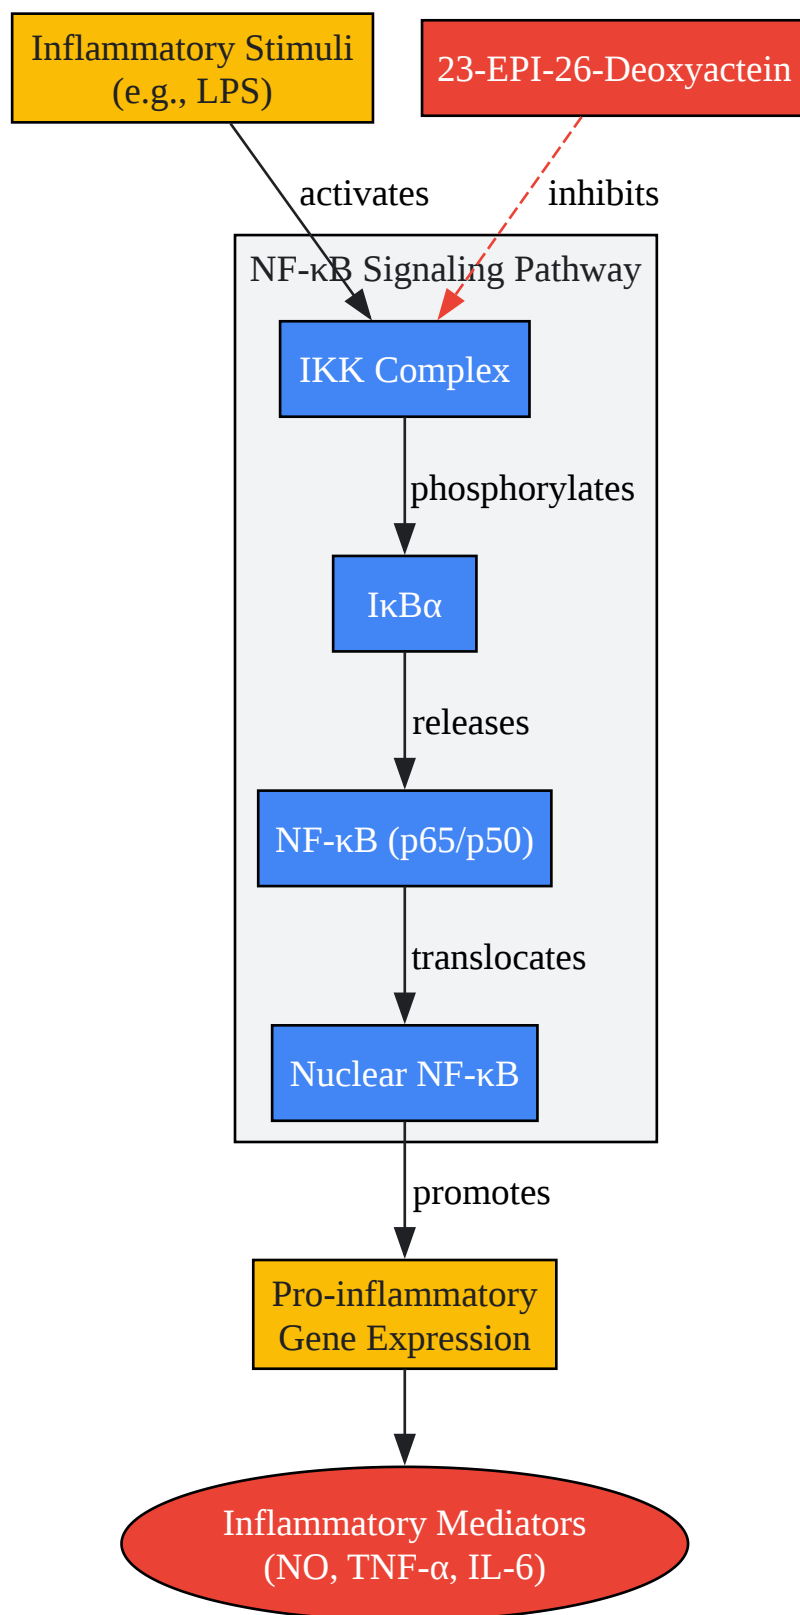 Inflammatory Stimuli
(e.g., LPS)
23-EPI-26-Deoxyactein
activates
inhibits
NF-κB Signaling Pathway
IKK Complex
phosphorylates
IκBα
releases
NF-κB (p65/p50)
translocates
Nuclear NF-κB
promotes
Pro-inflammatory
Gene Expression
Inflammatory Mediators
(NO, TNF-α, IL-6)